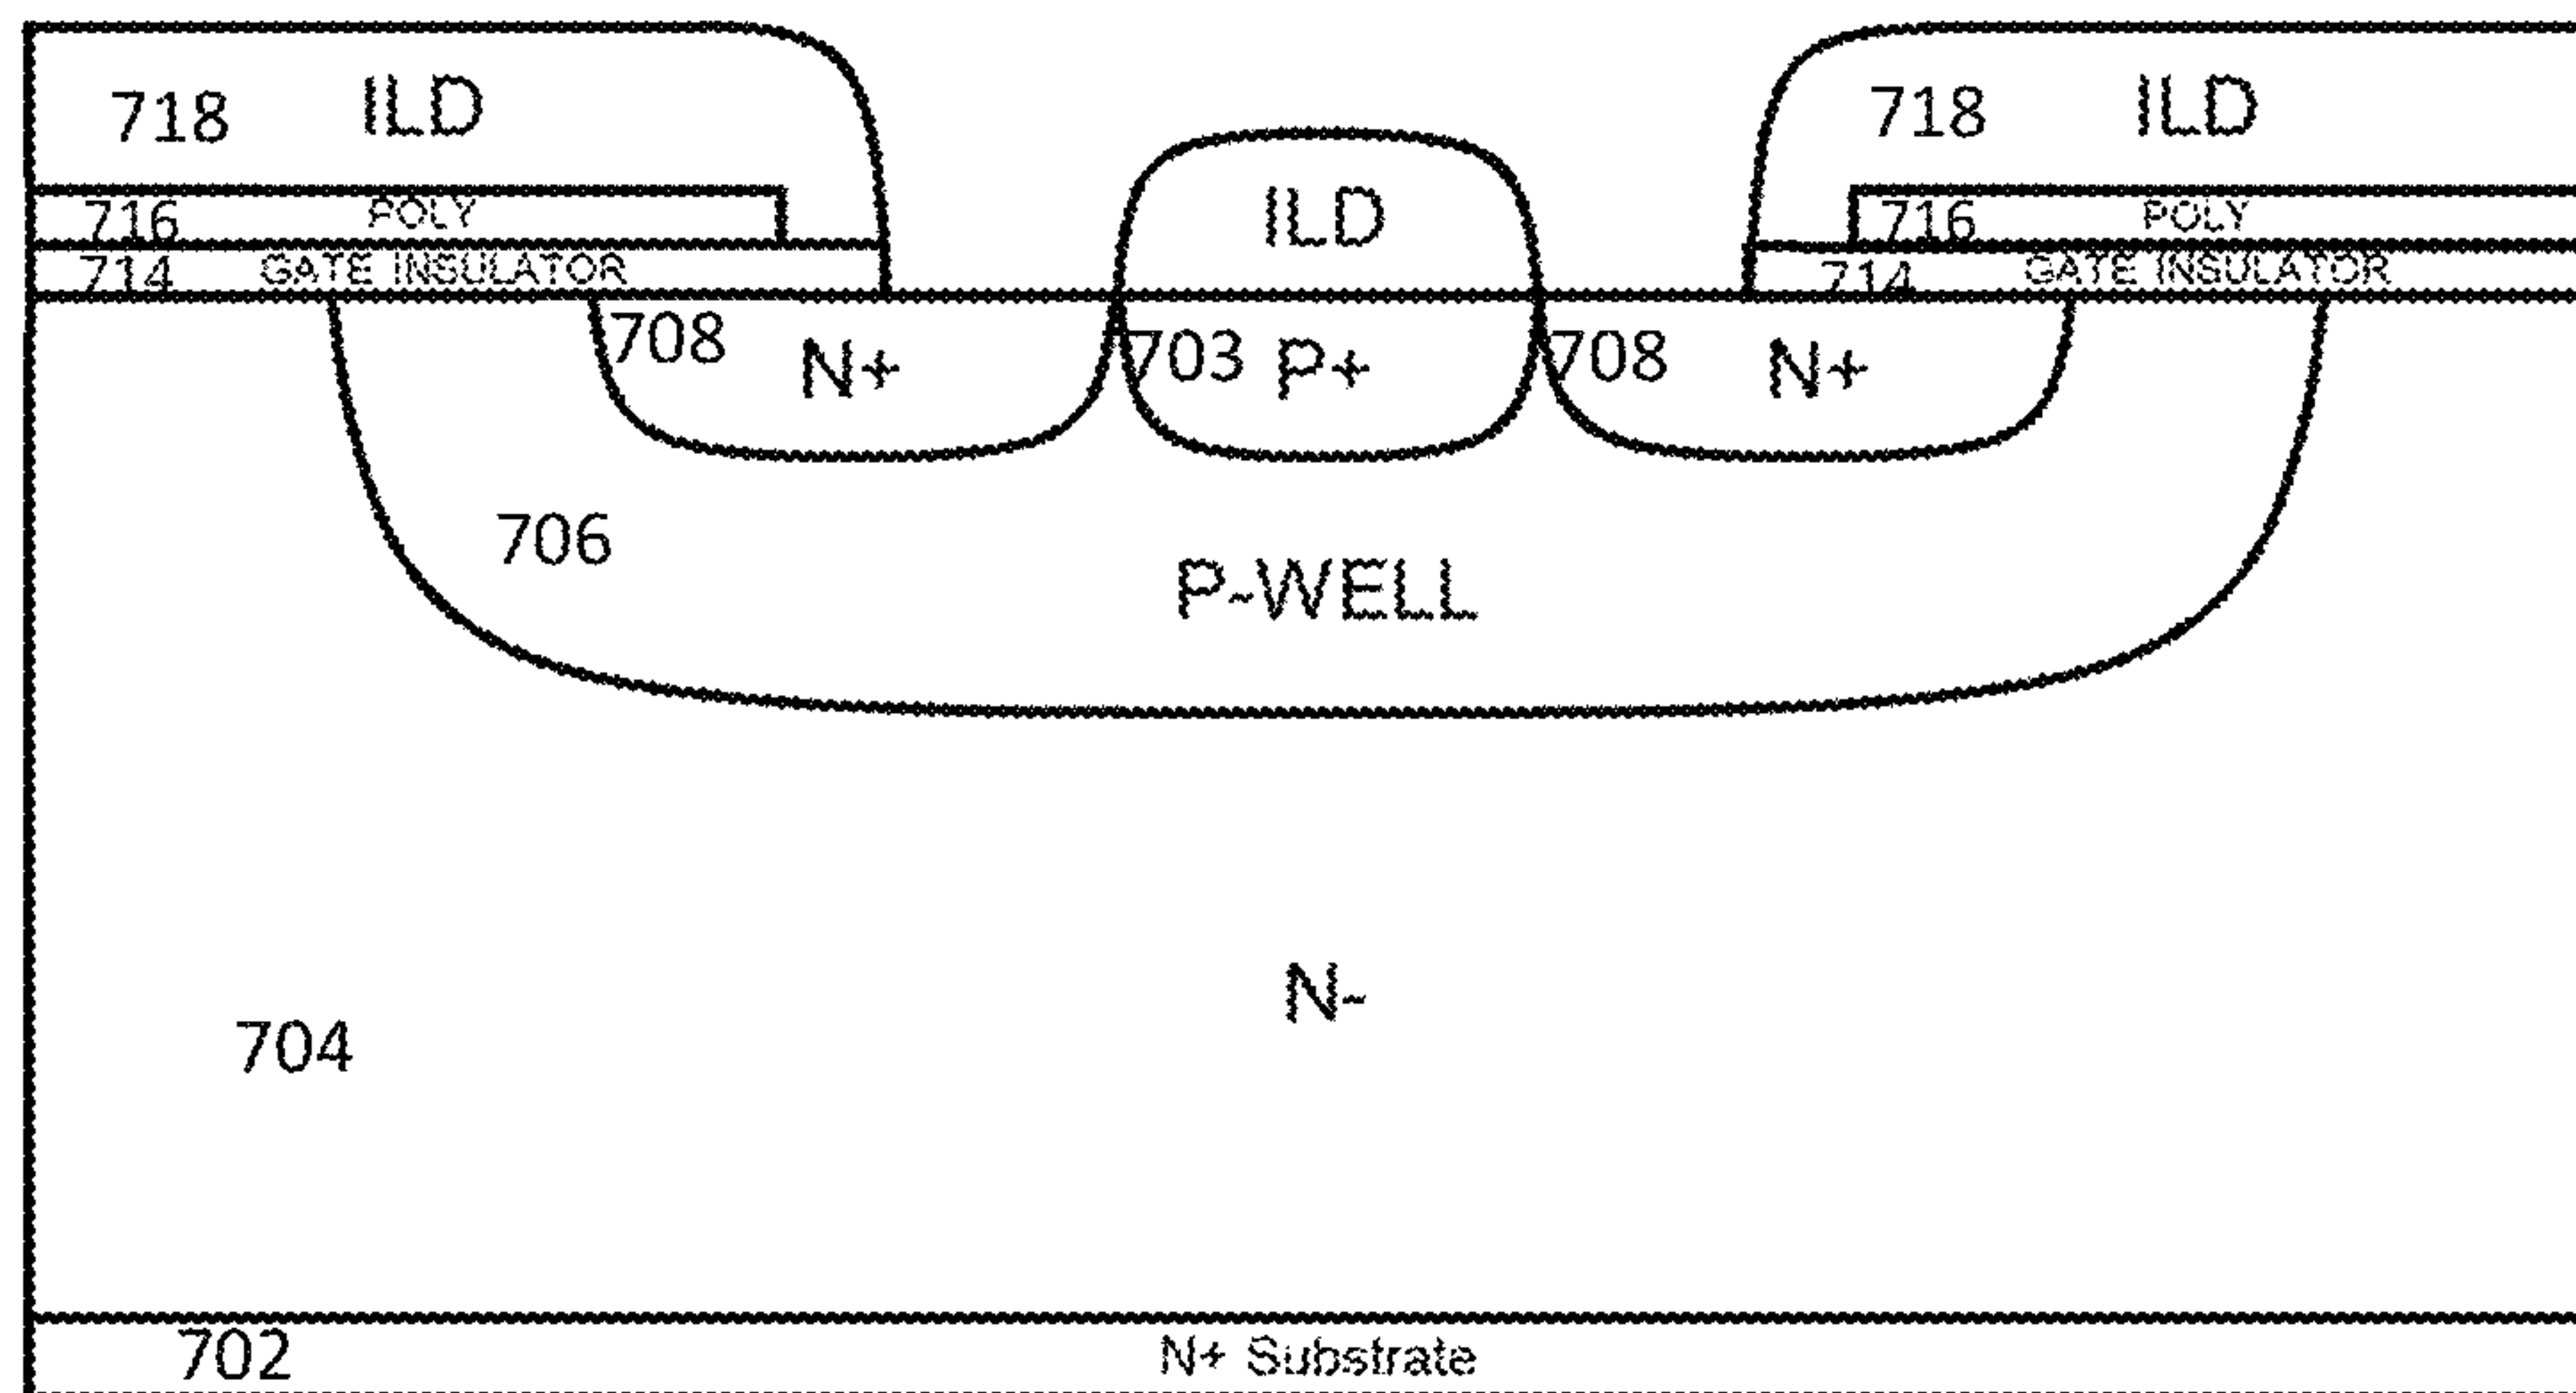 718 ILD
718 ILD
ILD
716 POLY
716 POLY
714 GATE INSULATOR
714 GATE INSULATOR
708 N+
703 P+
708 N+
706
P-WELL
N-
704
702 N+ Substrate